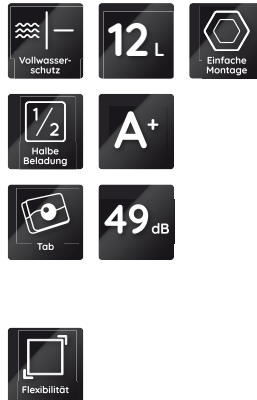 Vollwasser-
schutz
12 L
Einfache
Montage
1/2
Halbe
Beladung
A+
Tab
49 dB
Flexibilität